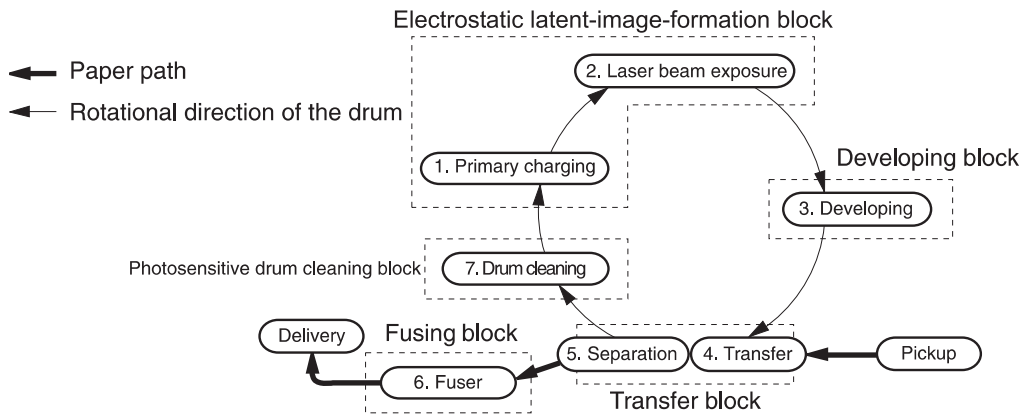 Electrostatic latent-image-formation block
Paper path
2. Laser beam exposure
Rotational direction of the drum
1. Primary charging
Developing block
3. Developing
Photosensitive drum cleaning block
7. Drum cleaning
Delivery
Fusing block
5. Separation
4. Transfer
Pickup
6. Fuser
Transfer block